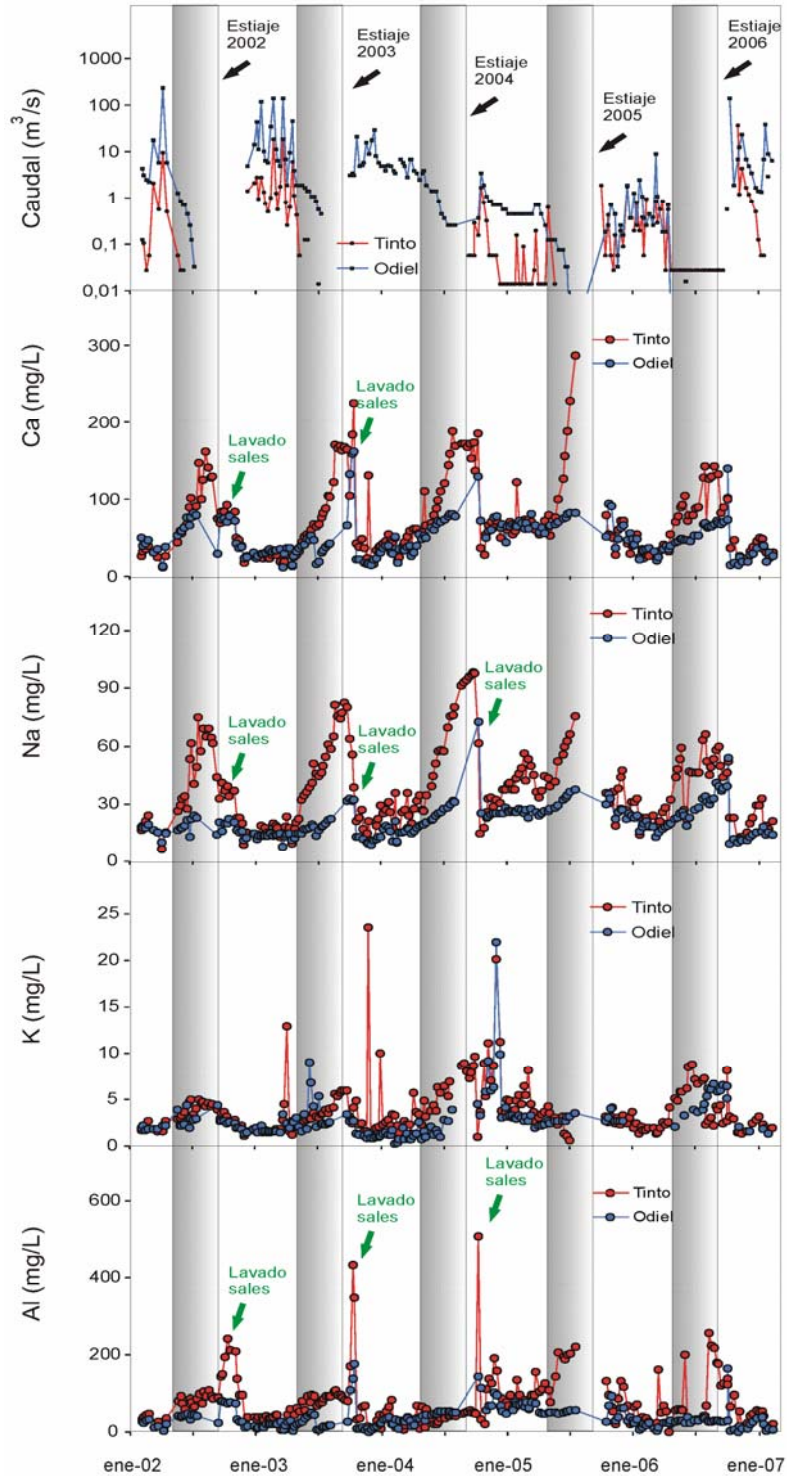 Estiaje
2002
Estiaje
2003
Estiaje
2004
Estiaje
2005
Estiaje
2006
Caudal (m³/s)
1000
100
10
1
0,1
0,01
Tinto
Odiel
Ca (mg/L)
300
200
100
0
Tinto
Odiel
Lavado
sales
Lavado
sales
Na (mg/L)
120
90
60
30
0
Tinto
Odiel
Lavado
sales
Lavado
sales
Lavado
sales
K (mg/L)
25
20
15
10
5
0
Tinto
Odiel
Al (mg/L)
600
400
200
0
Tinto
Odiel
Lavado
sales
Lavado
sales
Lavado
sales
ene-02 ene-03 ene-04 ene-05 ene-06 ene-07